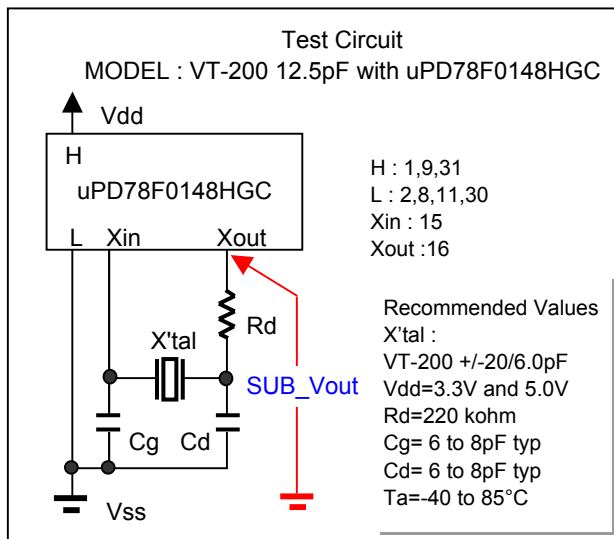 Test Circuit
MODEL : VT-200 12.5pF with uPD78F0148HGC
Vdd
H
uPD78F0148HGC
L Xin Xout
H : 1,9,31
L : 2,8,11,30
Xin : 15
Xout :16
Rd
X'tal
SUB_Vout
Cg Cd
Vss
Recommended Values
X’tal :
VT-200 +/-20/6.0pF
Vdd=3.3V and 5.0V
Rd=220 kohm
Cg= 6 to 8pF typ
Cd= 6 to 8pF typ
Ta=-40 to 85°C